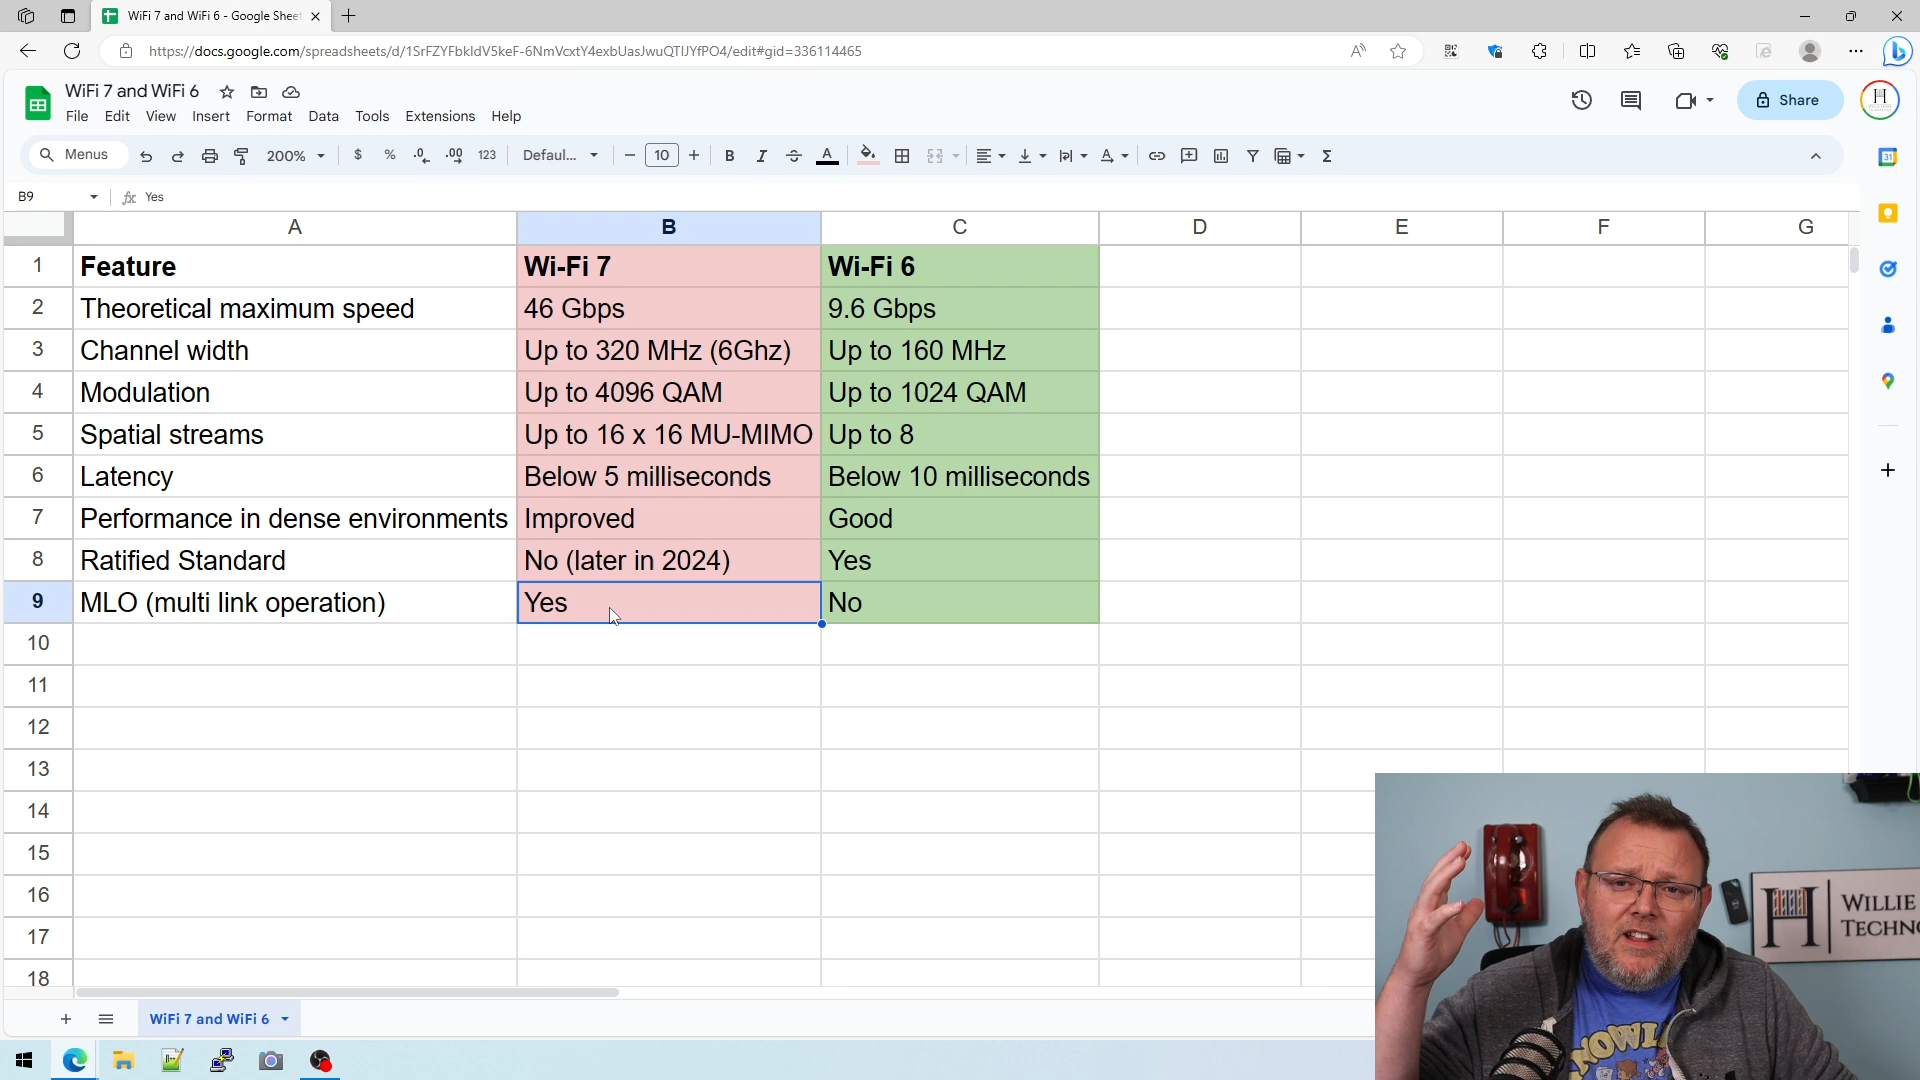 WiFi 7 and WiFi 6 - Google Sheet
https://docs.google.com/spreadsheets/d/1SrFZYFbkldV5keF-6NmVcxtY4exbUasJwuQTlJYfPO4/edit#gid=336114465
WiFi 7 and WiFi 6
Share
File Edit View Insert Format Data Tools Extensions Help
Menus 200% $ % .0 .00 123 Defaul... 10 B I A Σ
31
B9 fx Yes
A B C D E F G
1 Feature Wi-Fi 7 Wi-Fi 6
2 Theoretical maximum speed 46 Gbps 9.6 Gbps
3 Channel width Up to 320 MHz (6Ghz) Up to 160 MHz
4 Modulation Up to 4096 QAM Up to 1024 QAM
5 Spatial streams Up to 16 x 16 MU-MIMO Up to 8
6 Latency Below 5 milliseconds Below 10 milliseconds
7 Performance in dense environments Improved Good
8 Ratified Standard No (later in 2024) Yes
9 MLO (multi link operation) Yes No
10
11
12
13
14
15
16
17
18
WILLIE
TECHN
WiFi 7 and WiFi 6